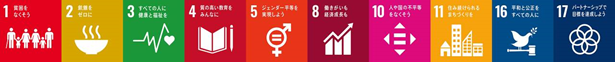 1 貧困を
なくそう
2 飢餓を
ゼロに
3 すべての人に
健康と福祉を
4 質の高い教育を
みんなに
5 ジェンダー平等を
実現しよう
8 働きがいも
経済成長も
10 人や国の不平等を
なくそう
11 住み続けられる
まちづくりを
16 平和と公正を
すべての人に
17 パートナーシップで
目標を達成しよう